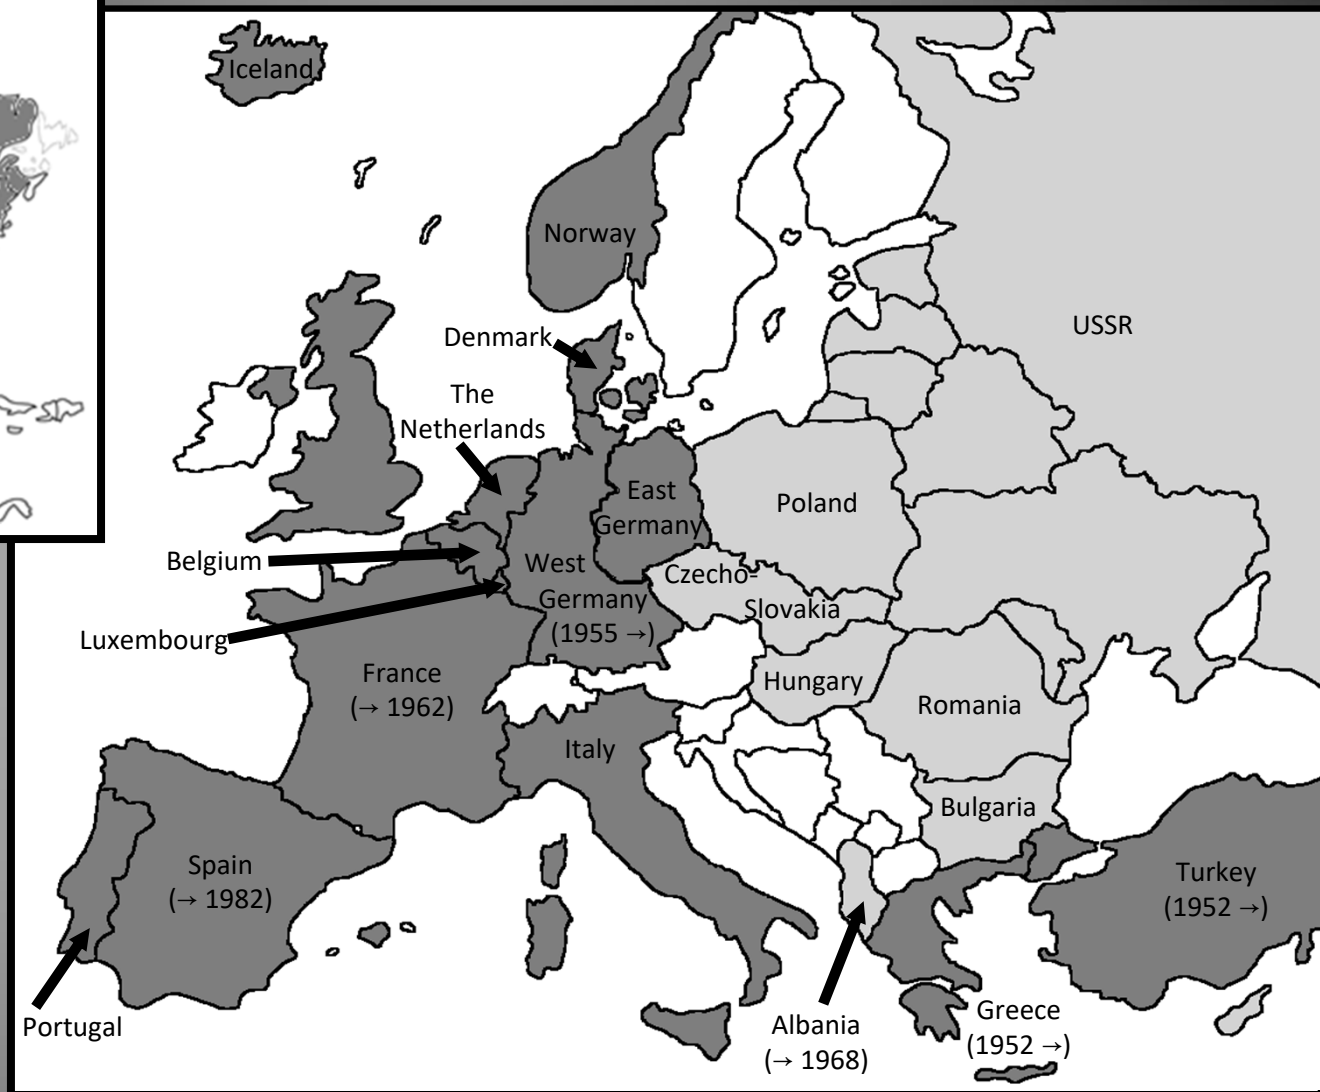 Iceland
Norway
USSR
Denmark
The
Netherlands
East
Germany
Poland
Belgium
West
Germany
(1955 →)
Czecho-
Slovakia
Luxembourg
France
(→ 1962)
Hungary
Romania
Italy
Bulgaria
Spain
(→ 1982)
Turkey
(1952 →)
Portugal
Albania
(→ 1968)
Greece
(1952 →)